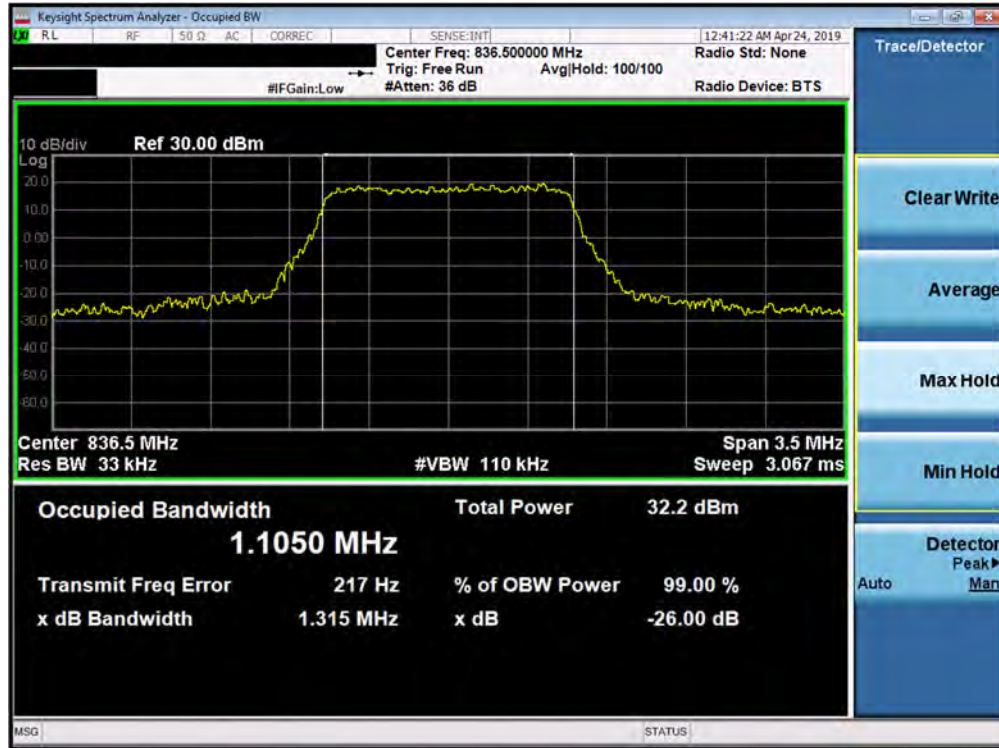 Keysight Spectrum Analyzer - Occupied BW
LXI RL RF 50 Ω AC CORREC SENSE:INT 12:41:22 AM Apr 24, 2019
Center Freq: 836.500000 MHz Radio Std: None
Trig: Free Run Avg|Hold: 100/100
#IFGain:Low #Atten: 36 dB Radio Device: BTS
10 dB/div Ref 30.00 dBm
Log
20.0
10.0
0.00
-10.0
-20.0
-30.0
-40.0
-50.0
-60.0
Center 836.5 MHz Span 3.5 MHz
Res BW 33 kHz #VBW 110 kHz Sweep 3.067 ms
Occupied Bandwidth Total Power 32.2 dBm
1.1050 MHz
Transmit Freq Error 217 Hz % of OBW Power 99.00 %
x dB Bandwidth 1.315 MHz x dB -26.00 dB
MSG STATUS
Trace/Detector
Clear Write
Average
Max Hold
Min Hold
Detector
Peak▶
Auto Man